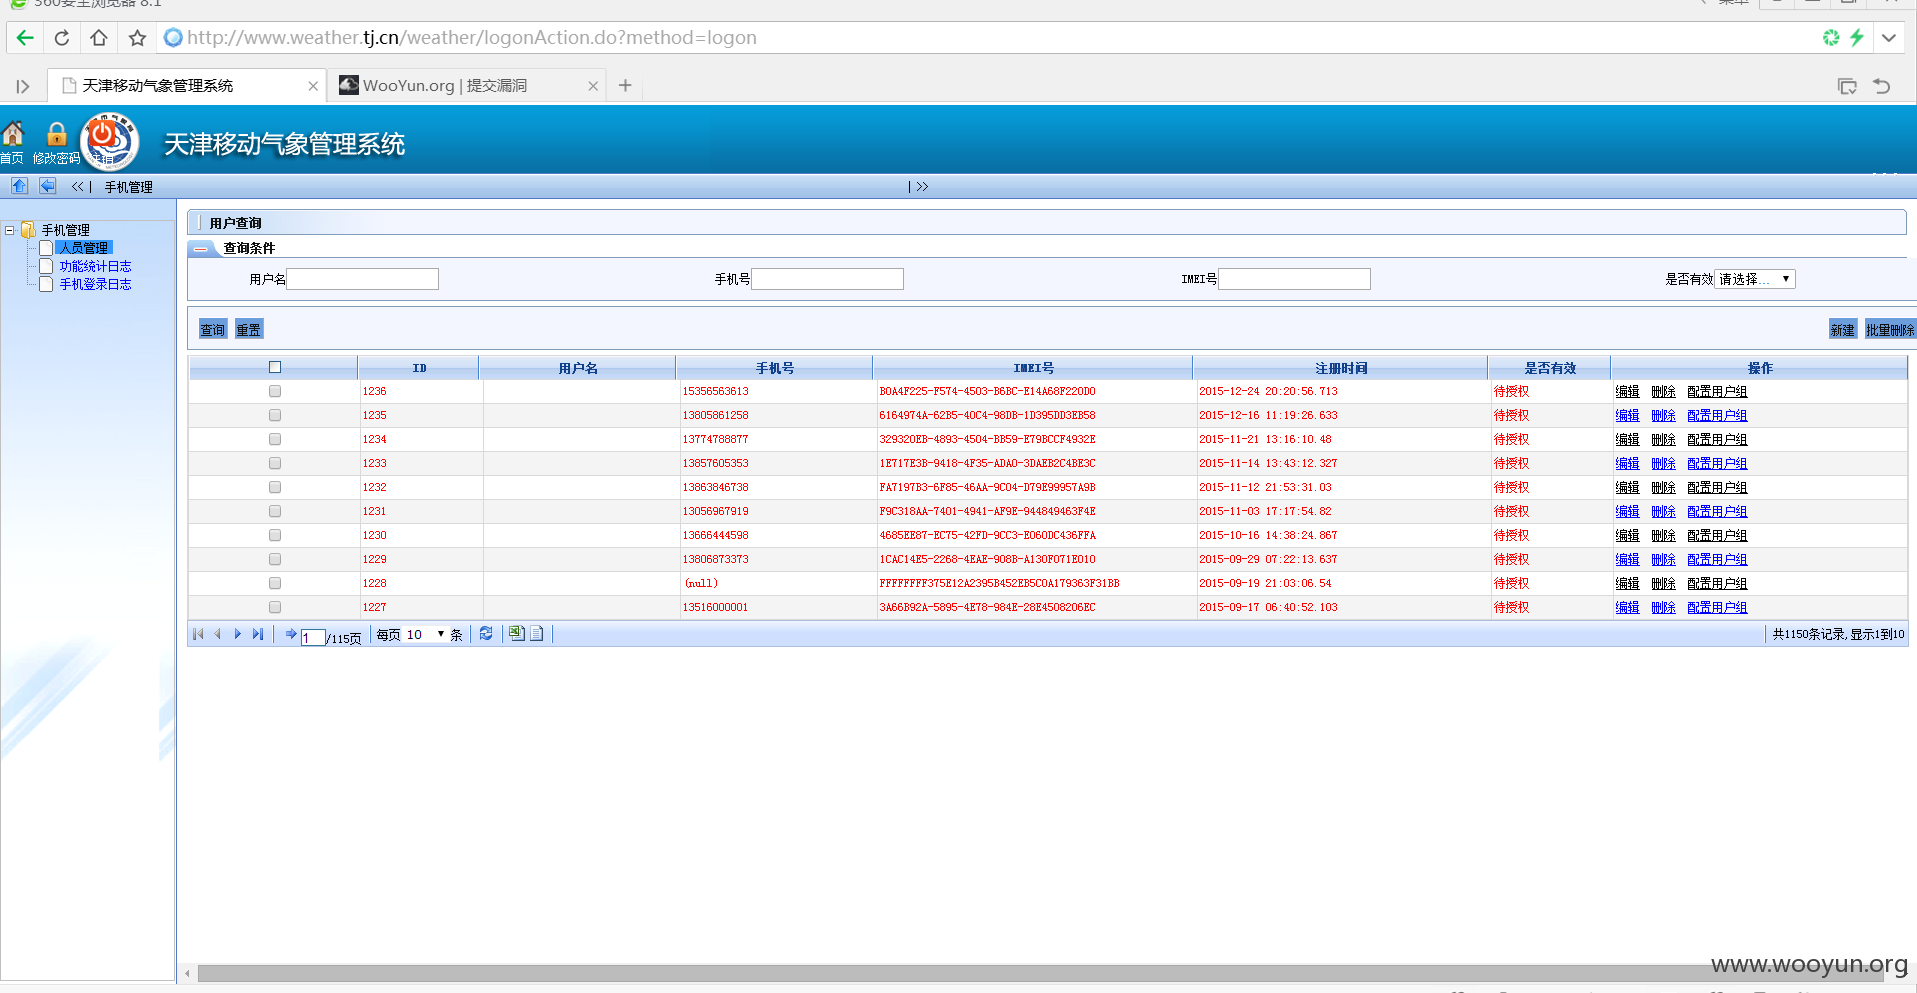 360安全浏览器 8.1
http://www.weather.tj.cn/weather/logonAction.do?method=logon
天津移动气象管理系统
WooYun.org | 提交漏洞
首页 修改密码 天津移动气象管理系统
<< | 手机管理 | >>
手机管理
人员管理
功能统计日志
手机登录日志
用户查询
查询条件
用户名 手机号 IMEI号 是否有效 请选择...
查询 重置 新建 批量删除
ID 用户名 手机号 IMEI号 注册时间 是否有效 操作
1236 15356563613 B0A4F225-F574-4503-B6BC-E14A68F220D0 2015-12-24 20:20:56.713 待授权 编辑 删除 配置用户组
1235 13805861258 6164974A-62B5-40C4-98DB-1D395DD3EB58 2015-12-16 11:19:26.633 待授权 编辑 删除 配置用户组
1234 13774788877 329320EB-4893-4504-BB59-E79BCCF4932E 2015-11-21 13:16:10.48 待授权 编辑 删除 配置用户组
1233 13857605353 1E717E3B-9418-4F35-ADA0-3DAEB2C4BE3C 2015-11-14 13:43:12.327 待授权 编辑 删除 配置用户组
1232 13863846738 FA7197B3-6F85-46AA-9C04-D79E99957A9B 2015-11-12 21:53:31.03 待授权 编辑 删除 配置用户组
1231 13056967919 F9C318AA-7401-4941-AF9E-944849463F4E 2015-11-03 17:17:54.82 待授权 编辑 删除 配置用户组
1230 13666444598 4685EE87-EC75-42FD-9CC3-E060DC436FFA 2015-10-16 14:38:24.867 待授权 编辑 删除 配置用户组
1229 13806873373 1CAC14E5-2268-4EAE-908B-A130F071E010 2015-09-29 07:22:13.637 待授权 编辑 删除 配置用户组
1228 (null) FFFFFFFF375E12A2395B452EB5C0A179363F31BB 2015-09-19 21:03:06.54 待授权 编辑 删除 配置用户组
1227 13516000001 3A66B92A-5895-4E78-984E-28E4508206EC 2015-09-17 06:40:52.103 待授权 编辑 删除 配置用户组
1 /115页 每页 10 条 共1150条记录,显示1到10
www.wooyun.org